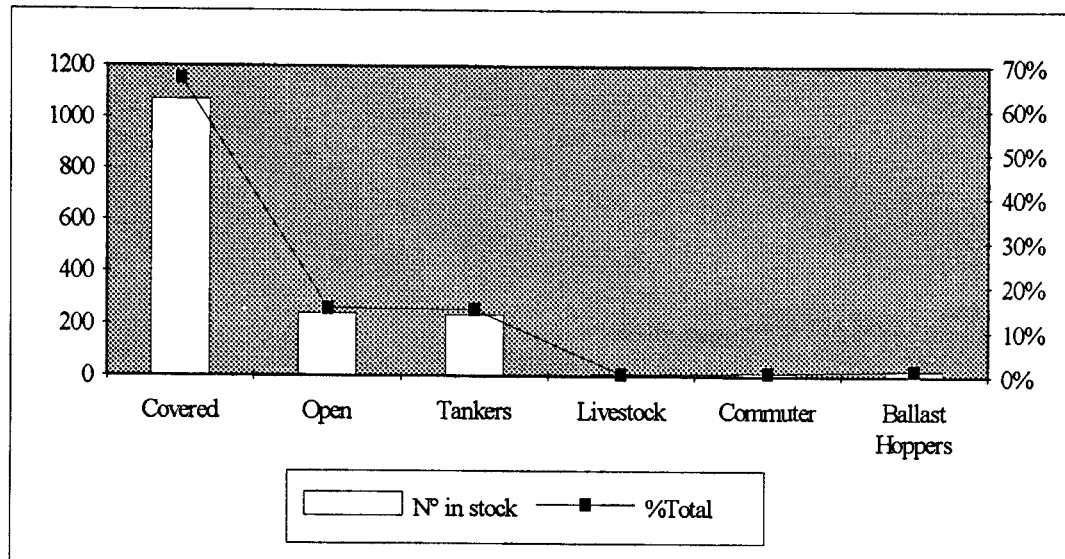 1200
1000
800
600
400
200
0
70%
60%
50%
40%
30%
20%
10%
0%
Covered
Open
Tankers
Livestock
Commuter
Ballast
Hoppers
N° in stock
%Total